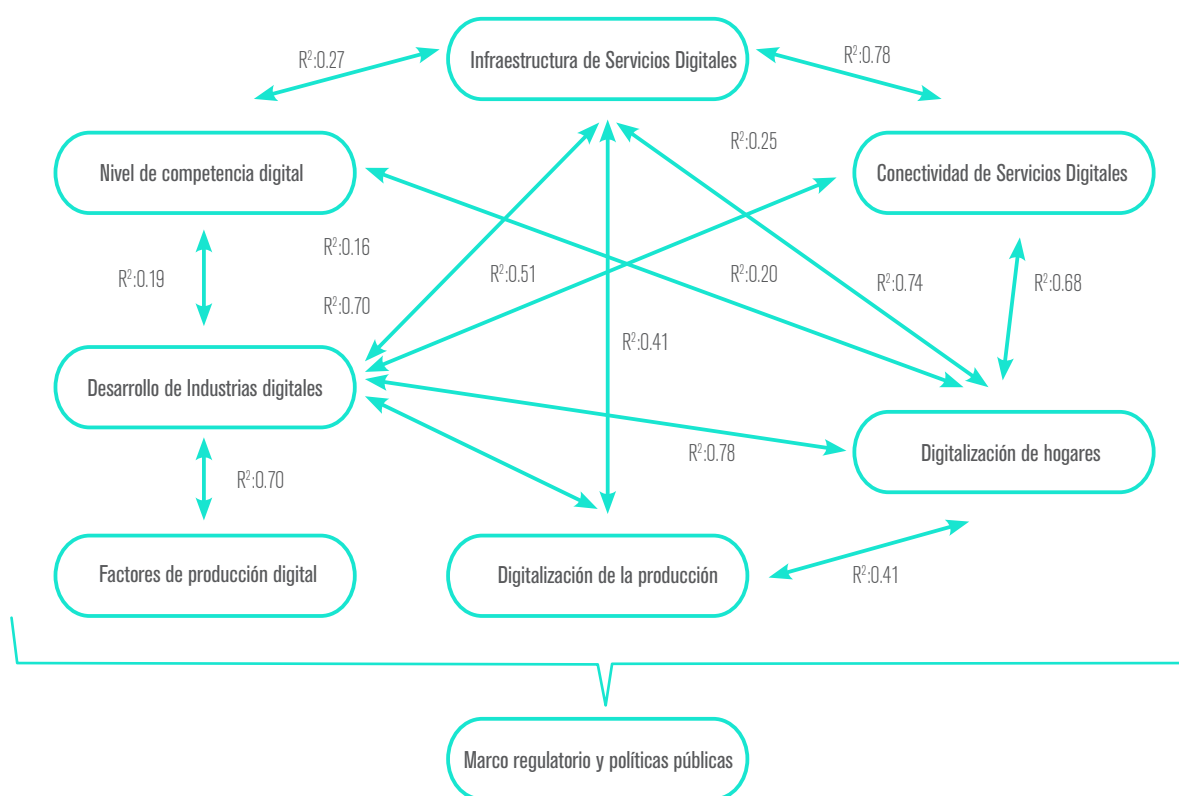 Infraestructura de Servicios Digitales
R²:0.27
R²:0.78
R²:0.25
Nivel de competencia digital
Conectividad de Servicios Digitales
R²:0.16
R²:0.19
R²:0.51
R²:0.20
R²:0.74
R²:0.68
R²:0.70
R²:0.41
Desarrollo de Industrias digitales
R²:0.78
Digitalización de hogares
R²:0.70
Factores de producción digital
Digitalización de la producción
R²:0.41
Marco regulatorio y políticas públicas